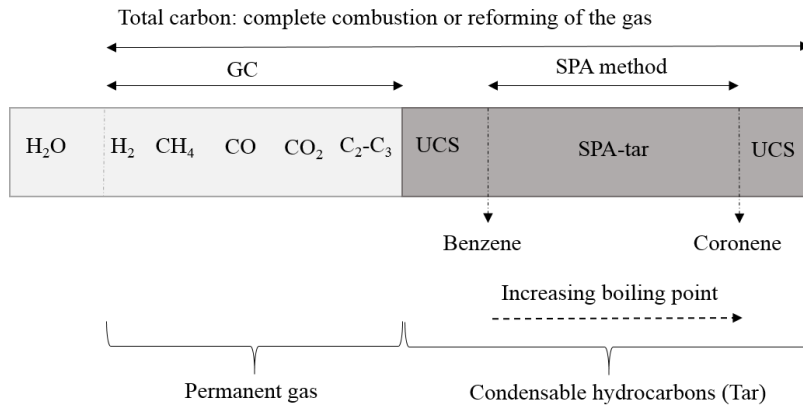 Total carbon: complete combustion or reforming of the gas
GC
SPA method
H₂O
H₂
CH₄
CO
CO₂
C₂-C₃
UCS
SPA-tar
UCS
Benzene
Coronene
Increasing boiling point
Permanent gas
Condensable hydrocarbons (Tar)